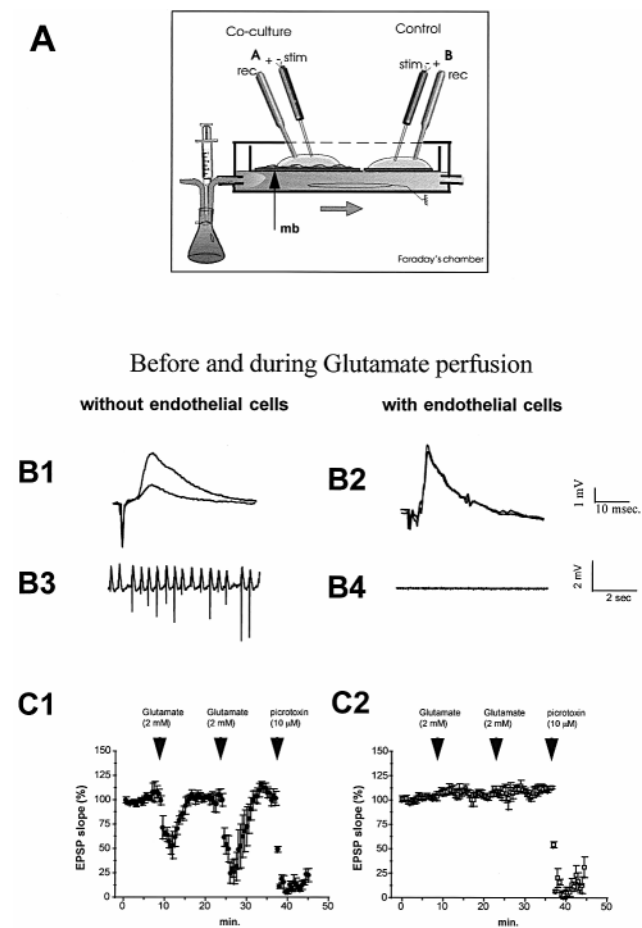 A
Co-culture
Control
A + - stim
rec
stim - + B
rec
mb
Faraday's chamber
Before and during Glutamate perfusion
without endothelial cells
with endothelial cells
B1
B2
1 mV
10 msec.
B3
B4
2 mV
2 sec
C1
Glutamate (2 mM)
Glutamate (2 mM)
picrotoxin (10 µM)
EPSP slope (%)
150
125
100
75
50
25
0
0 10 20 30 40 50
min.
C2
Glutamate (2 mM)
Glutamate (2 mM)
picrotoxin (10 µM)
EPSP slope (%)
150
125
100
75
50
25
0
0 10 20 30 40 50
min.